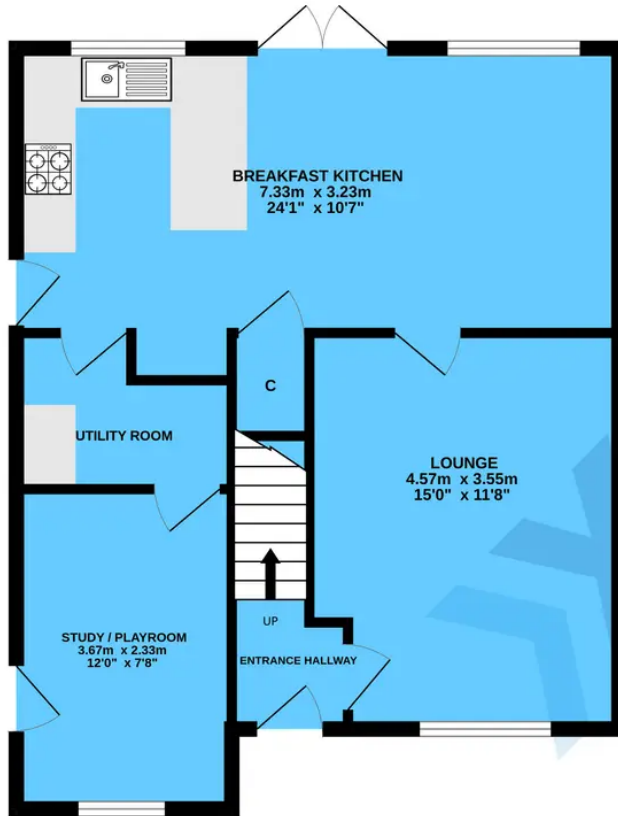 BREAKFAST KITCHEN
7.33m x 3.23m
24'1" x 10'7"
C
UTILITY ROOM
LOUNGE
4.57m x 3.55m
15'0" x 11'8"
STUDY / PLAYROOM
3.67m x 2.33m
12'0" x 7'8"
UP
ENTRANCE HALLWAY